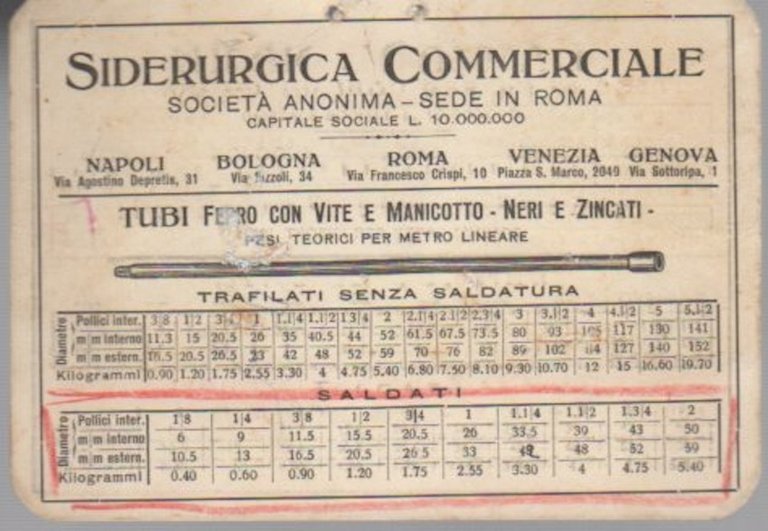 SIDERURGICA COMMERCIALE
SOCIETÀ ANONIMA – SEDE IN ROMA
CAPITALE SOCIALE L. 10.000.000
NAPOLI BOLOGNA ROMA VENEZIA GENOVA
Via Agostino Depretis, 31 Via Rizzoli, 34 Via Francesco Crispi, 10 Piazza S. Marco, 2049 Via Sottoripa, 1
TUBI FERRO CON VITE E MANICOTTO - NERI E ZINCATI -
PESI TEORICI PER METRO LINEARE
TRAFILATI SENZA SALDATURA
Diametro
Pollici inter. 3|8 1|2 3|4 1 1.1|4 1.1|2 1 3|4 2 2.1|4 2.1|2 2.3|4 3 3.1|2 4 4.1|2 5 5.1|2
m|m interno 11.3 15 20.5 26 35 40.5 44 52 61.5 67.5 73.5 80 93 105 117 130 141
m|m estern. 16.5 20.5 26.5 33 42 48 52 59 70 76 82 89 102 114 127 140 152
Kilogrammi 0.90 1.20 1.75 2.55 3.30 4 4.75 5.40 6.80 7.50 8.10 9.30 10.70 12 15 16.60 19.70
SALDATI
Diametro
Pollici inter. 1|8 1|4 3|8 1|2 3|4 1 1.1|4 1.1|2 1.3|4 2
m|m interno 6 9 11.5 15.5 20.5 26 33.5 39 43 50
m|m estern. 10.5 13 16.5 20.5 26 5 33 42 48 52 59
Kilogrammi 0.40 0.60 0.90 1.20 1.75 2.55 3.30 4 4.75 5.40